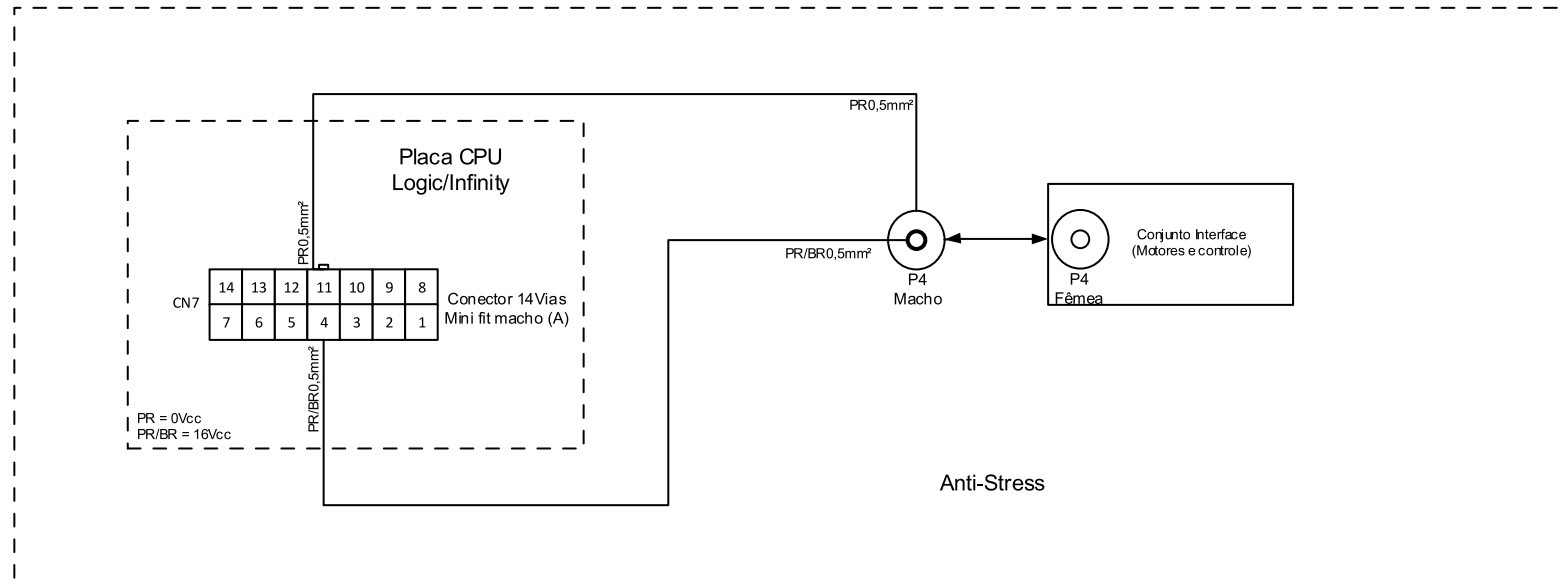 PR0,5mm²
Placa CPU
Logic/Infinity
PR0,5mm²
PR/BR0,5mm²
Conjunto Interface
(Motores e controle)
P4
Macho
P4
Fêmea
CN7
14 13 12 11 10 9 8
7 6 5 4 3 2 1
Conector 14Vias
Mini fit macho (A)
PR/BR0,5mm²
PR = 0Vcc
PR/BR = 16Vcc
Anti-Stress